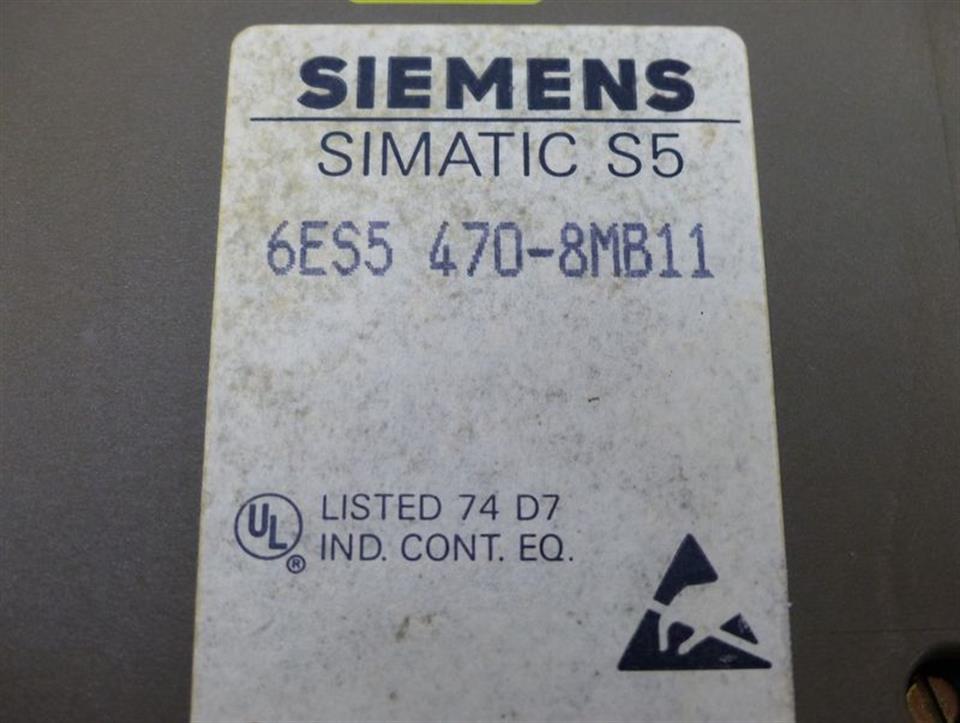 SIEMENS
SIMATIC S5
6ES5 470-8MB11
UL ®
LISTED 74 D7
IND. CONT. EQ.